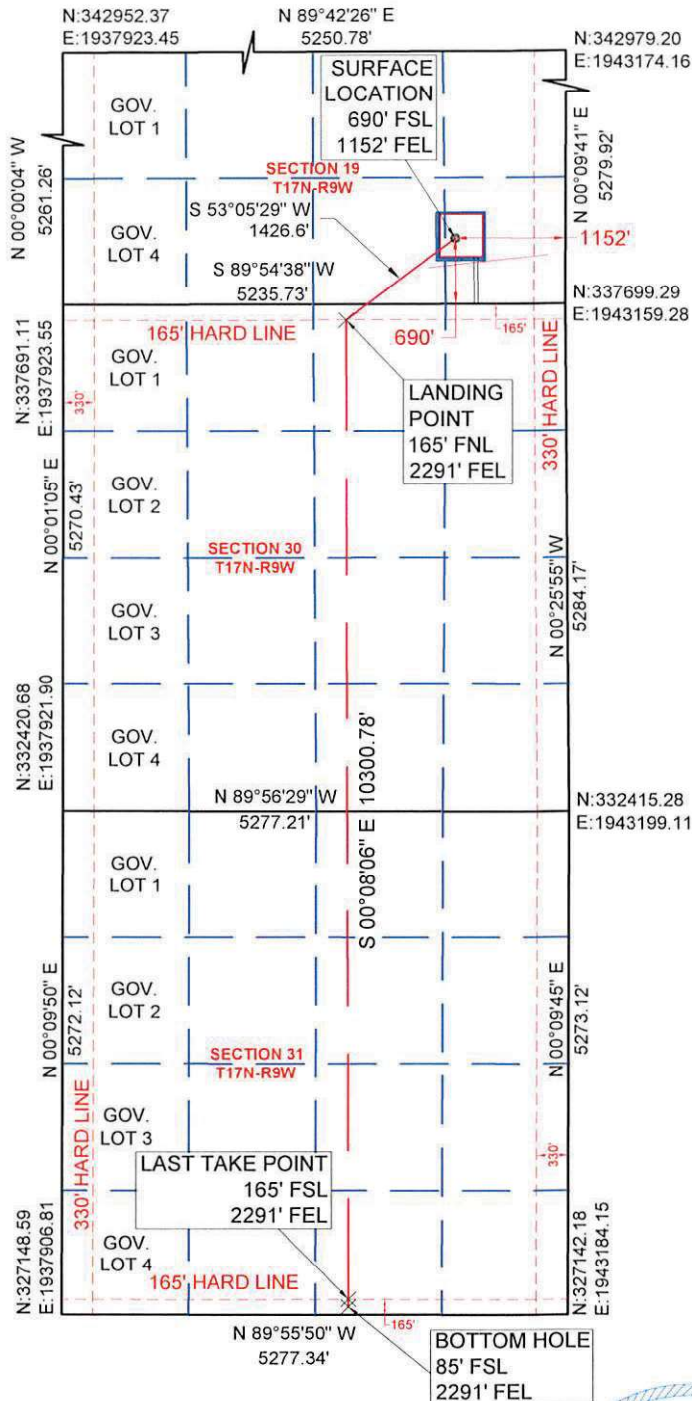 N:342952.37
E:1937923.45
N 89°42'26" E
5250.78'
N:342979.20
E:1943174.16
SURFACE
LOCATION
690' FSL
1152' FEL
GOV.
LOT 1
N 00°00'04" W
5261.26'
N 00°09'41" E
5279.92'
SECTION 19
T17N-R9W
S 53°05'29" W
1426.6'
GOV.
LOT 4
1152'
S 89°54'38" W
5235.73'
N:337699.29
E:1943159.28
N:337691.11
E:1937923.55
165' HARD LINE
690'
165'
GOV.
LOT 1
330'
330' HARD LINE
LANDING
POINT
165' FNL
2291' FEL
GOV.
LOT 2
N 00°01'05" E
5270.43'
SECTION 30
T17N-R9W
N 00°25'55" W
5284.17'
GOV.
LOT 3
GOV.
LOT 4
N:332420.68
E:1937921.90
N 89°56'29" W
5277.21'
S 00°08'06" E 10300.78'
N:332415.28
E:1943199.11
GOV.
LOT 1
GOV.
LOT 2
N 00°09'50" E
5272.12'
N 00°09'45" E
5273.12'
SECTION 31
T17N-R9W
GOV.
LOT 3
330' HARD LINE
330'
LAST TAKE POINT
165' FSL
2291' FEL
GOV.
LOT 4
N:327148.59
E:1937906.81
N:327142.18
E:1943184.15
165' HARD LINE
165'
N 89°55'50" W
5277.34'
BOTTOM HOLE
85' FSL
2291' FEL